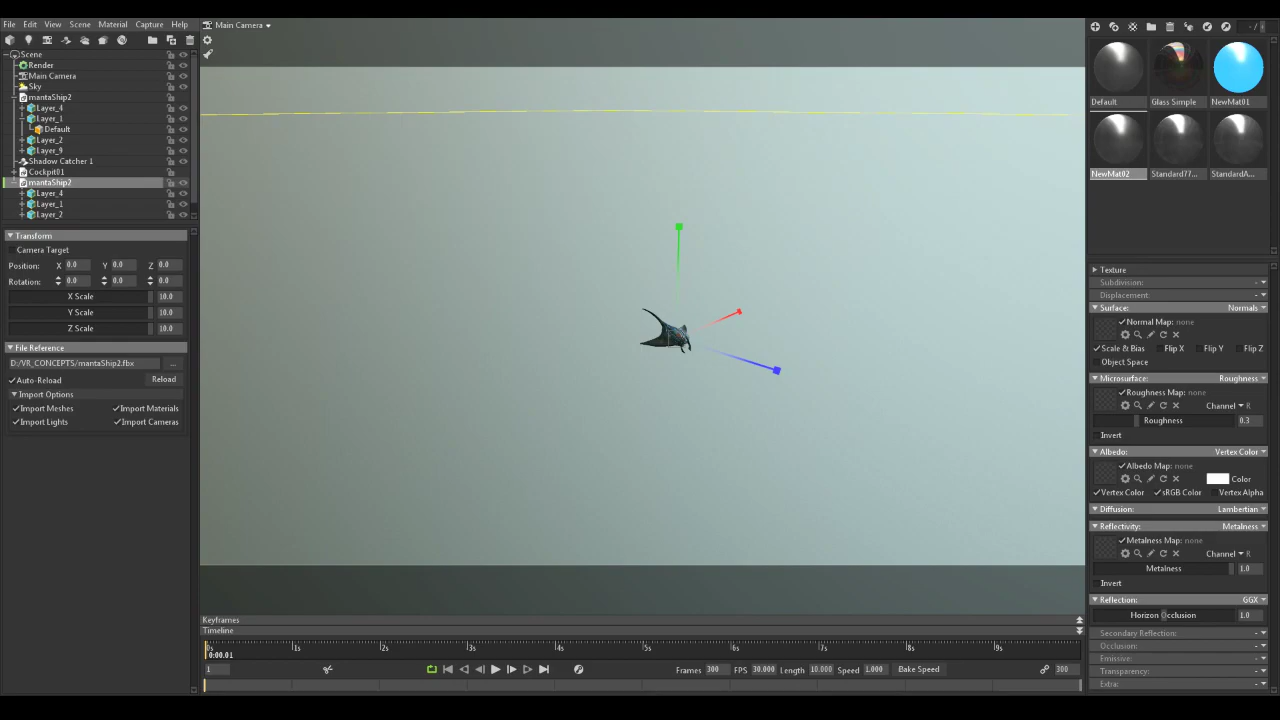 File Edit View Scene Material Capture Help
Main Camera
- /
Scene
Render
Main Camera
Sky
mantaShip2
Layer_4
Layer_1
Default
Layer_2
Layer_9
Shadow Catcher 1
Cockpit01
mantaShip2
Layer_4
Layer_1
Layer_2
Transform
Camera Target
Position: X 0.0 Y 0.0 Z 0.0
Rotation: 0.0 0.0 0.0
X Scale 10.0
Y Scale 10.0
Z Scale 10.0
File Reference
D:/VR_CONCEPTS/mantaShip2.fbx ...
Auto-Reload Reload
Import Options
Import Meshes Import Materials
Import Lights Import Cameras
Default Glass Simple NewMat01
NewMat02 Standard77... StandardA...
Texture
Subdivision: -
Displacement: -
Surface: Normals
Normal Map: none
Scale & Bias Flip X Flip Y Flip Z
Object Space
Microsurface: Roughness
Roughness Map: none
Channel R
Roughness 0.3
Invert
Albedo: Vertex Color
Albedo Map: none
Color
Vertex Color sRGB Color Vertex Alpha
Diffusion: Lambertian
Reflectivity: Metalness
Metalness Map: none
Channel R
Metalness 1.0
Invert
Reflection: GGX
Horizon Occlusion 1.0
Secondary Reflection: -
Occlusion: -
Emissive: -
Transparency: -
Extra: -
Keyframes
Timeline
0s 1s 2s 3s 4s 5s 6s 7s 8s 9s
0:00.01
1 Frames 300 FPS 30.000 Length 10.000 Speed 1.000 Bake Speed 300